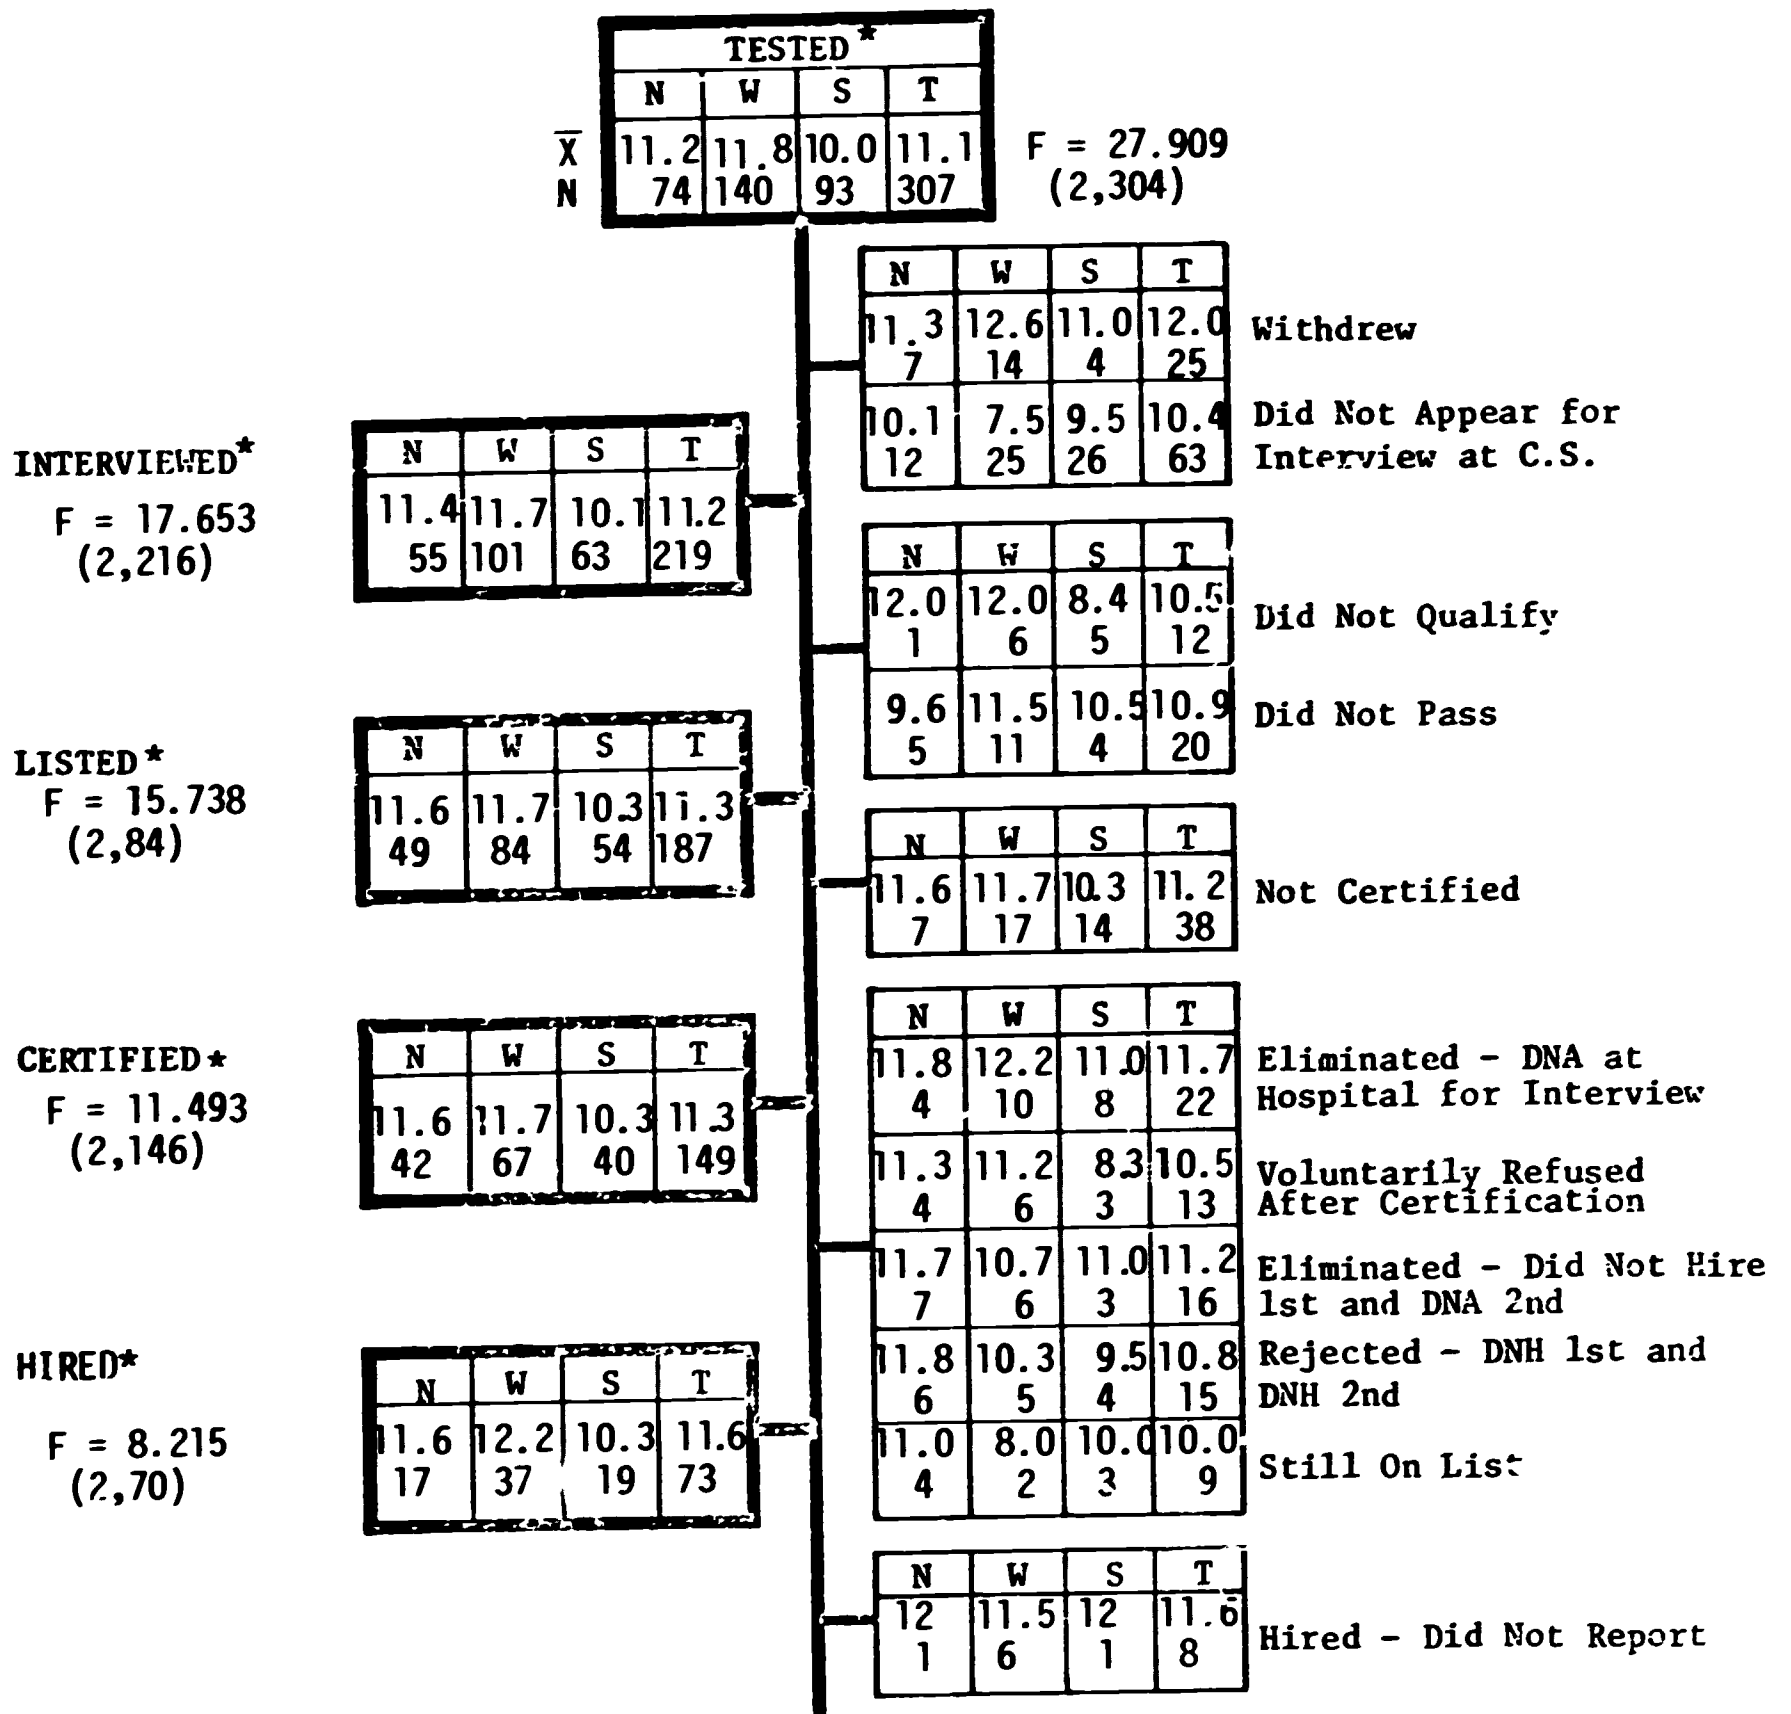 TESTED*
N W S T
X̄ 11.2 11.8 10.0 11.1
N 74 140 93 307
F = 27.909
(2,304)
N W S T
11.3 12.6 11.0 12.0
7 14 4 25
Withdrew
10.1 7.5 9.5 10.4
12 25 26 63
Did Not Appear for
Interview at C.S.
INTERVIEWED*
F = 17.653
(2,216)
N W S T
11.4 11.7 10.1 11.2
55 101 63 219
N W S T
12.0 12.0 8.4 10.5
1 6 5 12
Did Not Qualify
9.6 11.5 10.5 10.9
5 11 4 20
Did Not Pass
LISTED*
F = 15.738
(2,84)
N W S T
11.6 11.7 10.3 11.3
49 84 54 187
N W S T
11.6 11.7 10.3 11.2
7 17 14 38
Not Certified
CERTIFIED*
F = 11.493
(2,146)
N W S T
11.6 11.7 10.3 11.3
42 67 40 149
N W S T
11.8 12.2 11.0 11.7
4 10 8 22
Eliminated - DNA at
Hospital for Interview
11.3 11.2 8.3 10.5
4 6 3 13
Voluntarily Refused
After Certification
11.7 10.7 11.0 11.2
7 6 3 16
Eliminated - Did Not Hire
1st and DNA 2nd
11.8 10.3 9.5 10.8
6 5 4 15
Rejected - DNH 1st and
DNH 2nd
11.0 8.0 10.0 10.0
4 2 3 9
Still On List
HIRED*
F = 8.215
(2,70)
N W S T
11.6 12.2 10.3 11.6
17 37 19 73
N W S T
12 11.5 12 11.6
1 6 1 8
Hired - Did Not Report